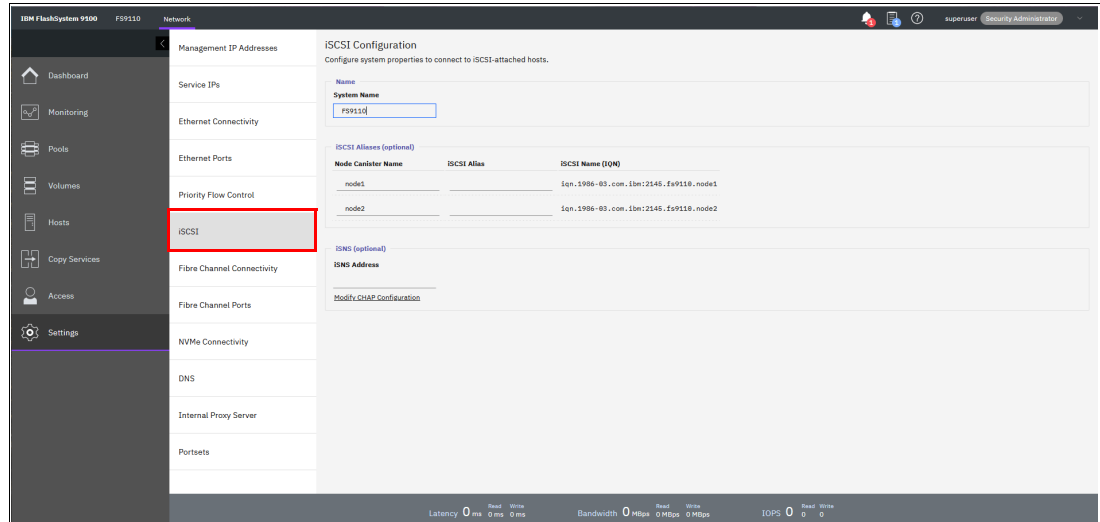 IBM FlashSystem 9100 FS9110 Network
1 1 superuser Security Administrator
Dashboard
Monitoring
Pools
Volumes
Hosts
Copy Services
Access
Settings
Management IP Addresses
Service IPs
Ethernet Connectivity
Ethernet Ports
Priority Flow Control
iSCSI
Fibre Channel Connectivity
Fibre Channel Ports
NVMe Connectivity
DNS
Internal Proxy Server
Portsets
iSCSI Configuration
Configure system properties to connect to iSCSI-attached hosts.
Name
System Name
FS9110
iSCSI Aliases (optional)
Node Canister Name iSCSI Alias iSCSI Name (IQN)
node1 iqn.1986-03.com.ibm:2145.fs9110.node1
node2 iqn.1986-03.com.ibm:2145.fs9110.node2
iSNS (optional)
iSNS Address
Modify CHAP Configuration
Latency 0 ms Read 0 ms Write 0 ms Bandwidth 0 MBps Read 0 MBps Write 0 MBps IOPS 0 Read 0 Write 0